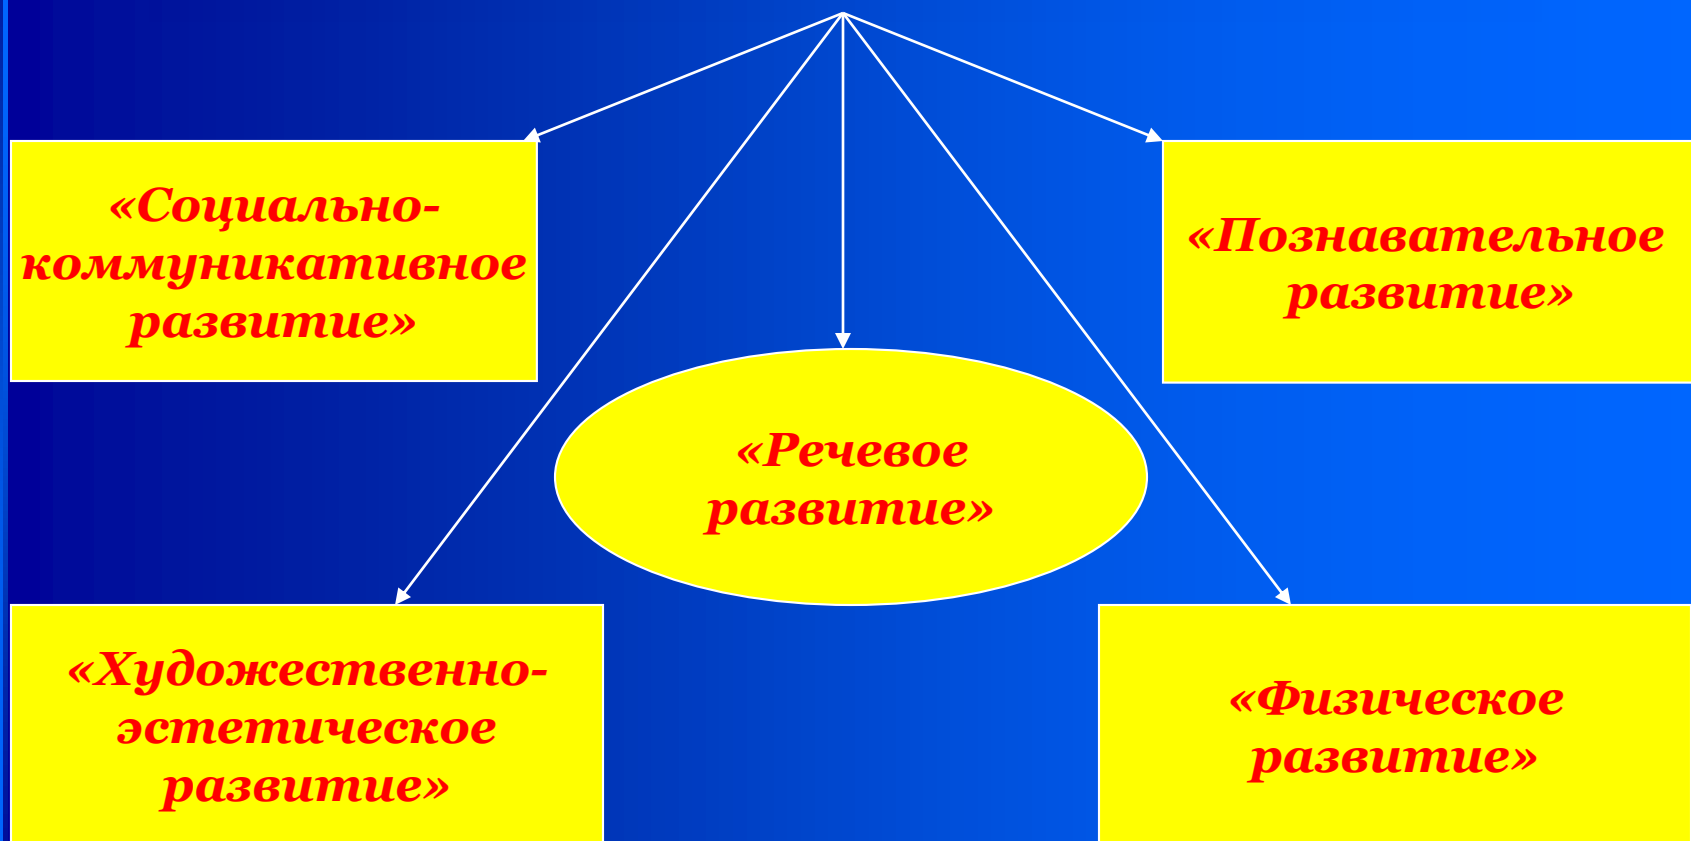 «Социально-
коммуникативное
развитие»
«Познавательное
развитие»
«Речевое
развитие»
«Художественно-
эстетическое
развитие»
«Физическое
развитие»